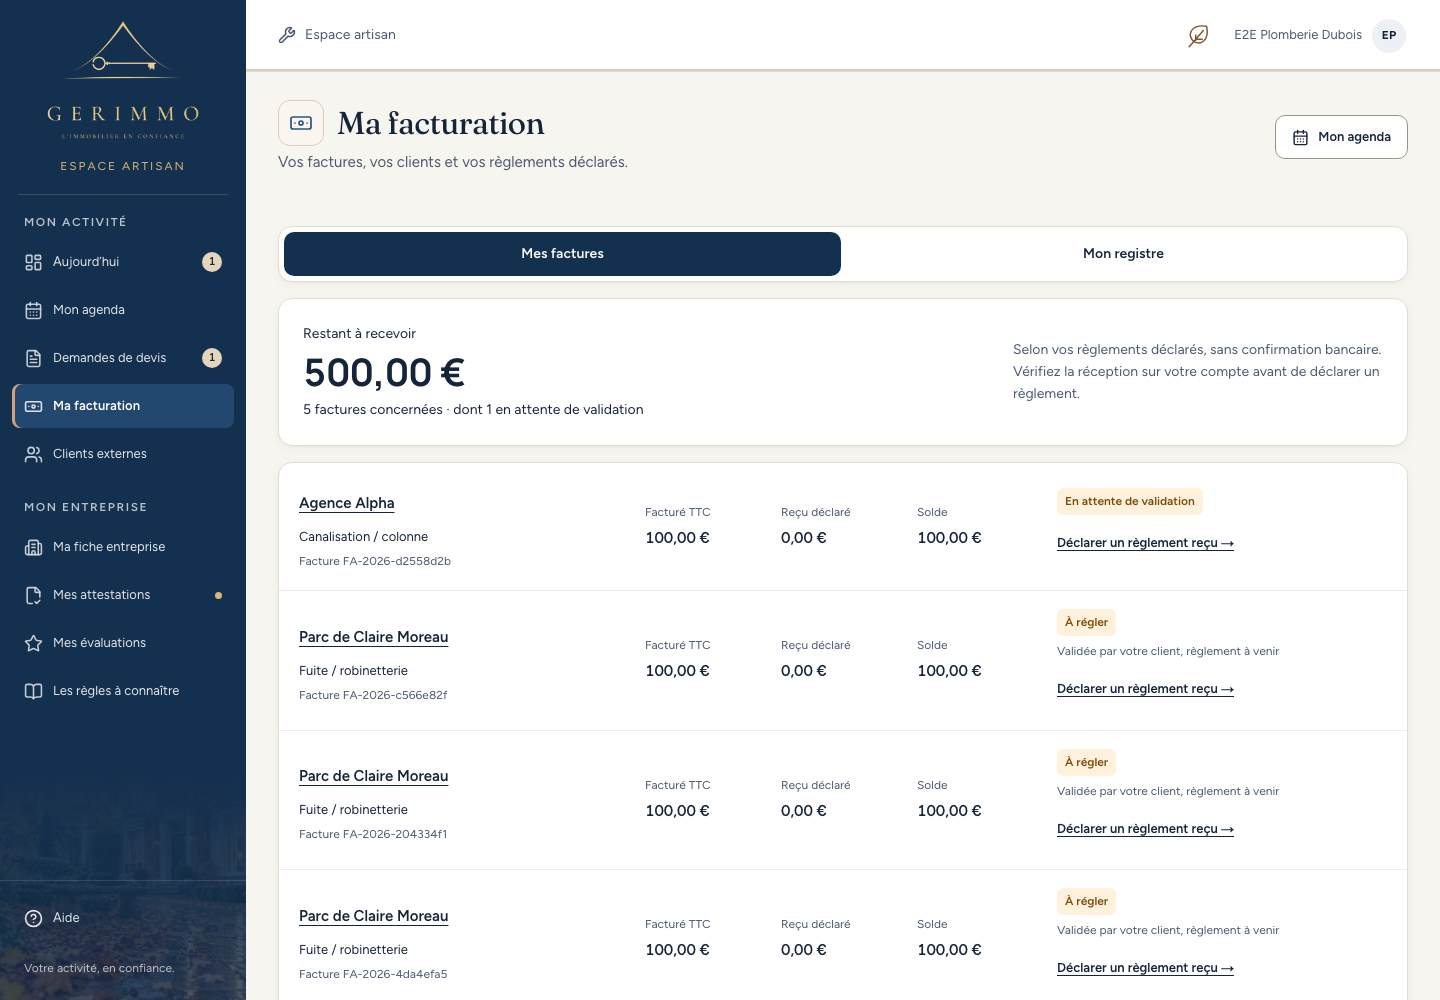 GERIMMO
L'IMMOBILIER EN CONFIANCE
ESPACE ARTISAN
MON ACTIVITÉ
Aujourd'hui 1
Mon agenda
Demandes de devis 1
Ma facturation
Clients externes
MON ENTREPRISE
Ma fiche entreprise
Mes attestations
Mes évaluations
Les règles à connaître
Aide
Votre activité, en confiance.
Espace artisan
E2E Plomberie Dubois EP
Ma facturation
Vos factures, vos clients et vos règlements déclarés.
Mon agenda
Mes factures Mon registre
Restant à recevoir
500,00 €
5 factures concernées · dont 1 en attente de validation
Selon vos règlements déclarés, sans confirmation bancaire.
Vérifiez la réception sur votre compte avant de déclarer un
règlement.
Agence Alpha
Canalisation / colonne
Facture FA-2026-d2558d2b
Facturé TTC Reçu déclaré Solde
100,00 € 0,00 € 100,00 €
En attente de validation
Déclarer un règlement reçu →
Parc de Claire Moreau
Fuite / robinetterie
Facture FA-2026-c566e82f
Facturé TTC Reçu déclaré Solde
100,00 € 0,00 € 100,00 €
À régler
Validée par votre client, règlement à venir
Déclarer un règlement reçu →
Parc de Claire Moreau
Fuite / robinetterie
Facture FA-2026-204334f1
Facturé TTC Reçu déclaré Solde
100,00 € 0,00 € 100,00 €
À régler
Validée par votre client, règlement à venir
Déclarer un règlement reçu →
Parc de Claire Moreau
Fuite / robinetterie
Facture FA-2026-4da4efa5
Facturé TTC Reçu déclaré Solde
100,00 € 0,00 € 100,00 €
À régler
Validée par votre client, règlement à venir
Déclarer un règlement reçu →